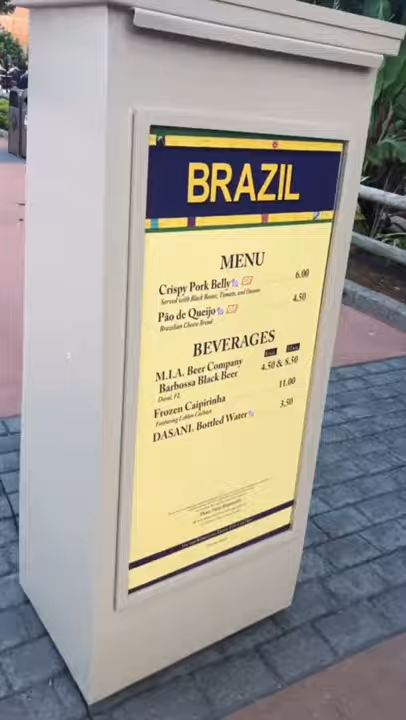 BRAZIL
MENU
Crispy Pork Belly 6.00
Served with Black Beans, Tomato, and Onions
Pão de Queijo 4.50
Brazilian Cheese Bread
BEVERAGES
M.I.A. Beer Company
Barbossa Black Beer 4.50 & 8.50
Doral, FL
Frozen Caipirinha 11.00
Featuring Leblon Cachaça
DASANI® Bottled Water 3.50